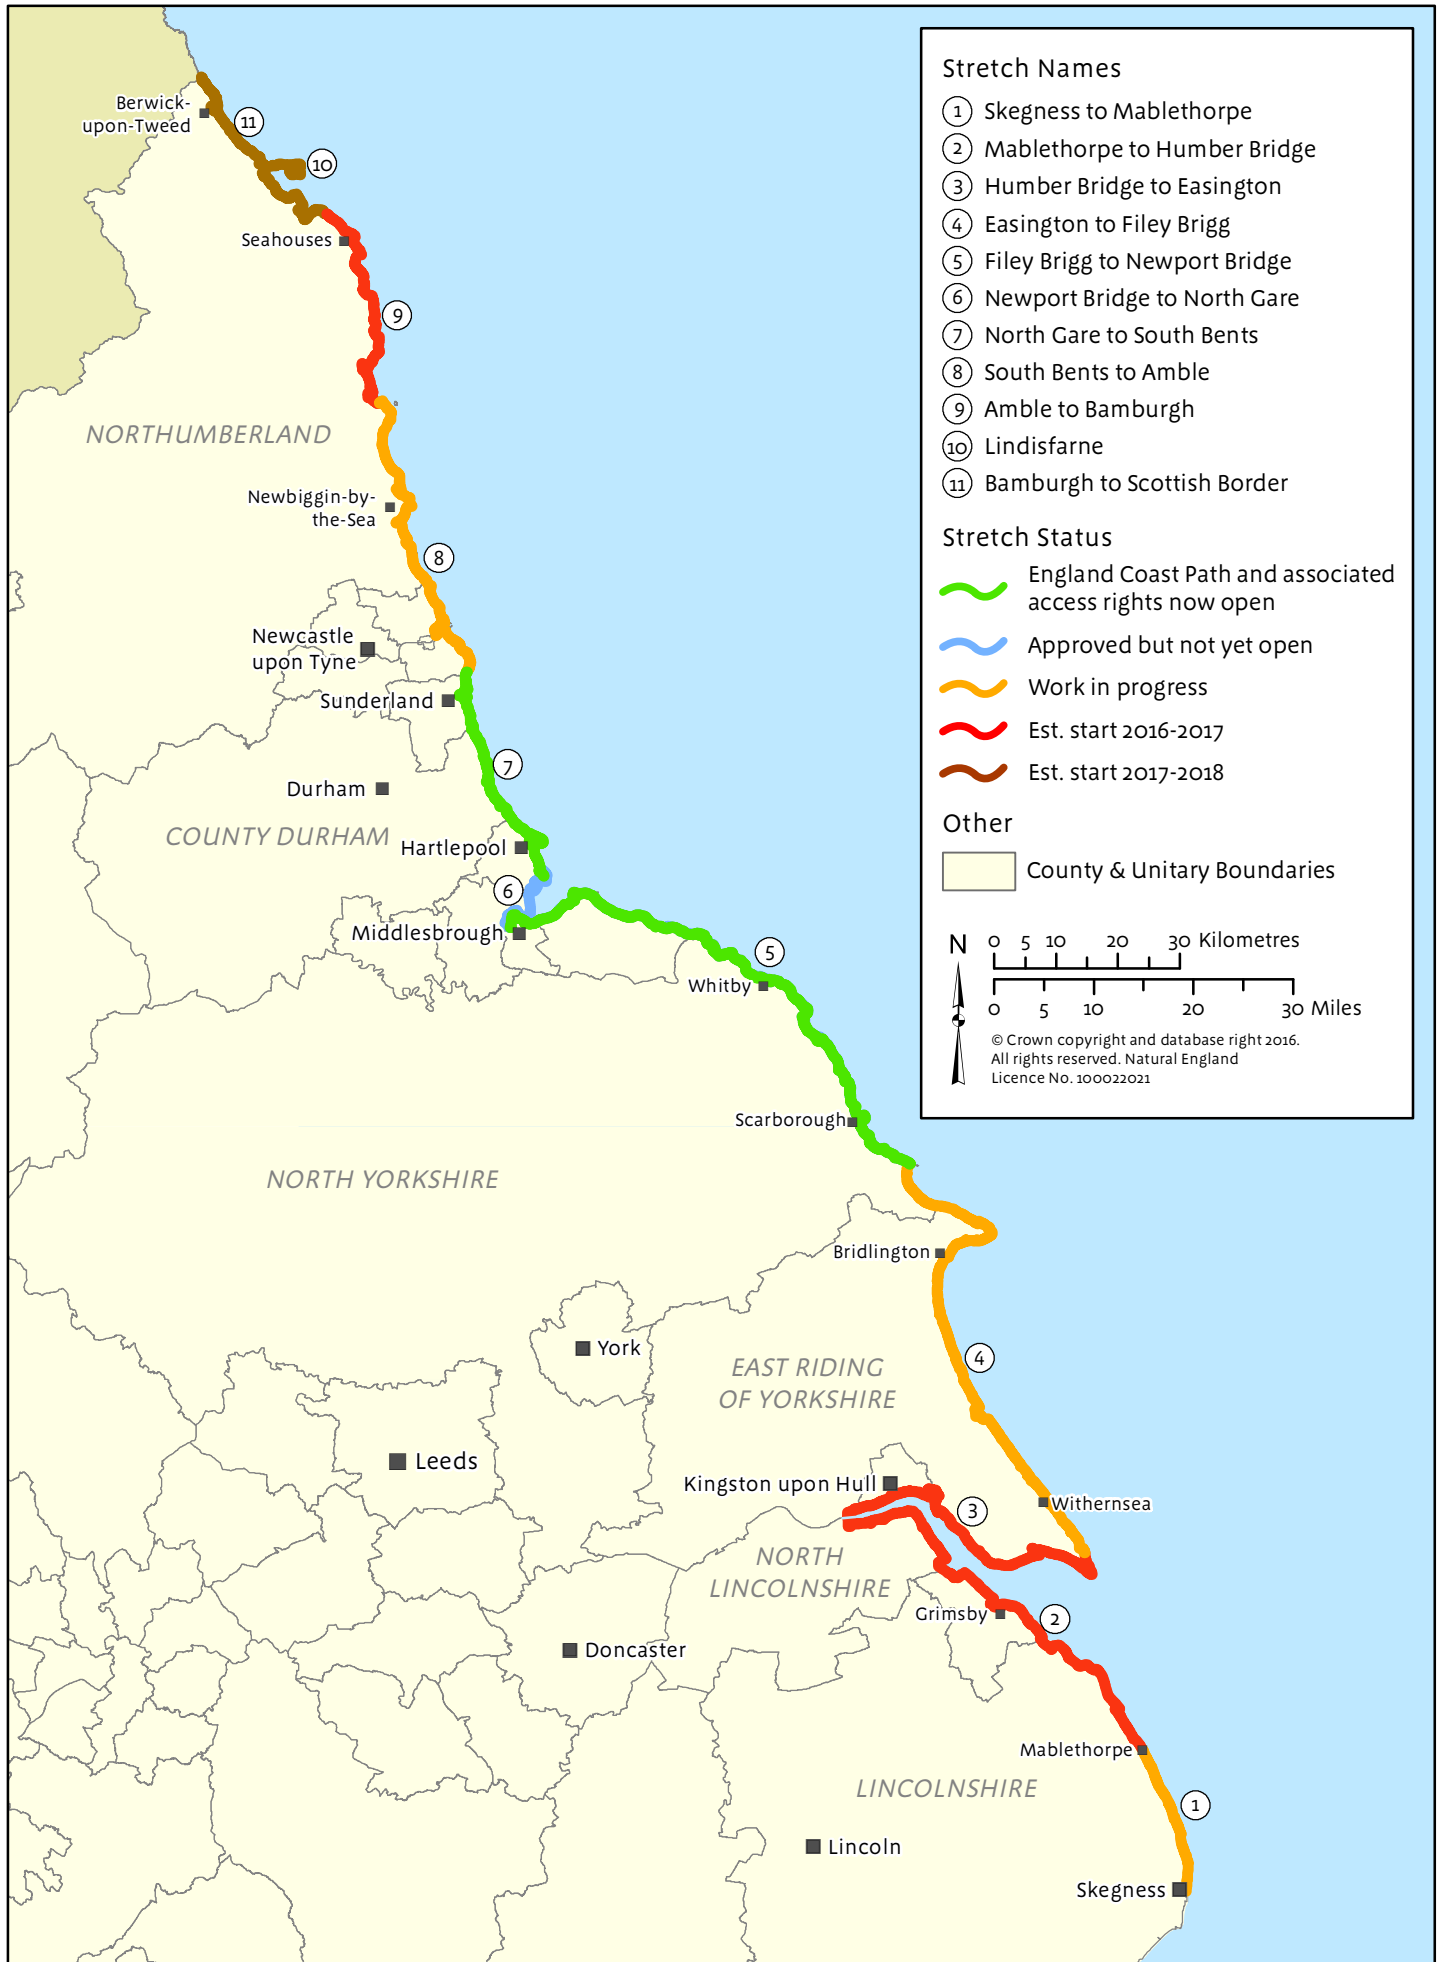 Berwick-
upon-Tweed
11
10
Seahouses
9
NORTHUMBERLAND
Newbiggin-by-
the-Sea
8
Newcastle
upon Tyne
Sunderland
7
Durham
COUNTY DURHAM
Hartlepool
6
Middlesbrough
5
Whitby
Scarborough
NORTH YORKSHIRE
Bridlington
York
4
EAST RIDING
OF YORKSHIRE
Leeds
Kingston upon Hull
Withernsea
3
NORTH
LINCOLNSHIRE
Grimsby
2
Doncaster
Mablethorpe
LINCOLNSHIRE
1
Lincoln
Skegness
Stretch Names
1 Skegness to Mablethorpe
2 Mablethorpe to Humber Bridge
3 Humber Bridge to Easington
4 Easington to Filey Brigg
5 Filey Brigg to Newport Bridge
6 Newport Bridge to North Gare
7 North Gare to South Bents
8 South Bents to Amble
9 Amble to Bamburgh
10 Lindisfarne
11 Bamburgh to Scottish Border
Stretch Status
England Coast Path and associated
access rights now open
Approved but not yet open
Work in progress
Est. start 2016-2017
Est. start 2017-2018
Other
County & Unitary Boundaries
N
0 5 10 20 30 Kilometres
0 5 10 20 30 Miles
© Crown copyright and database right 2016.
All rights reserved. Natural England
Licence No. 100022021